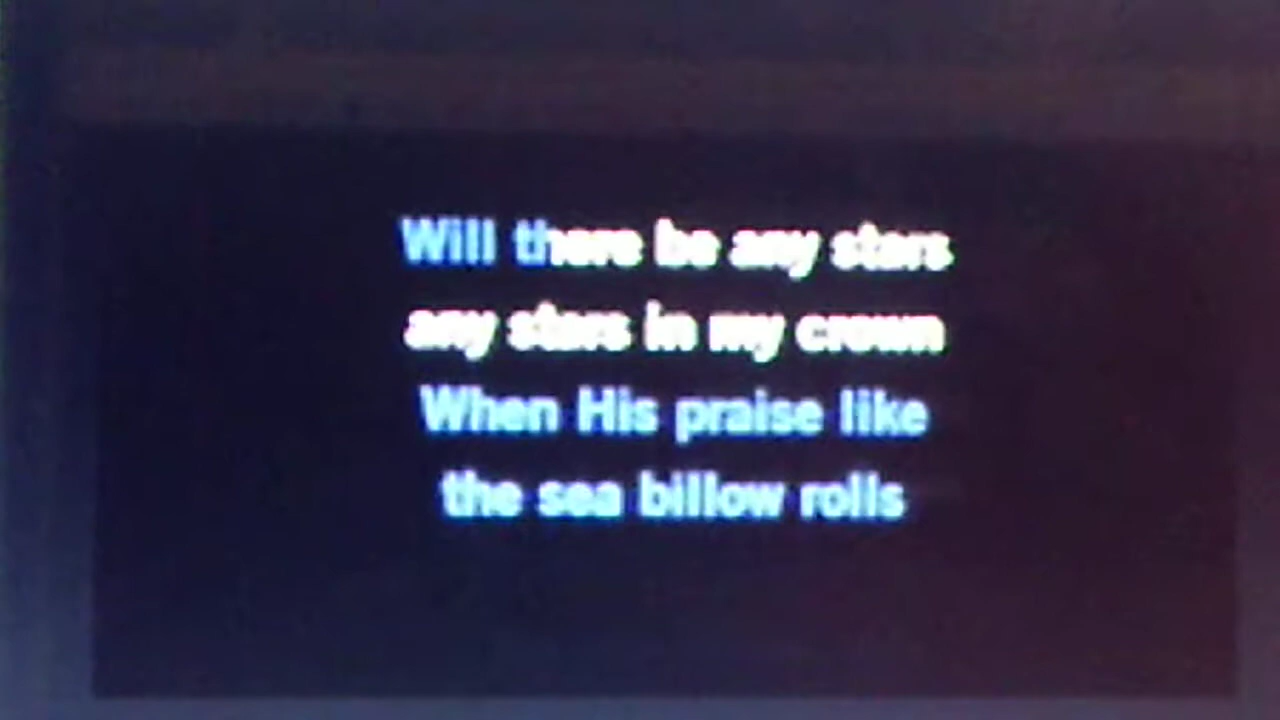 Will there be any stars
any stars in my crown
When His praise like
the sea billow rolls